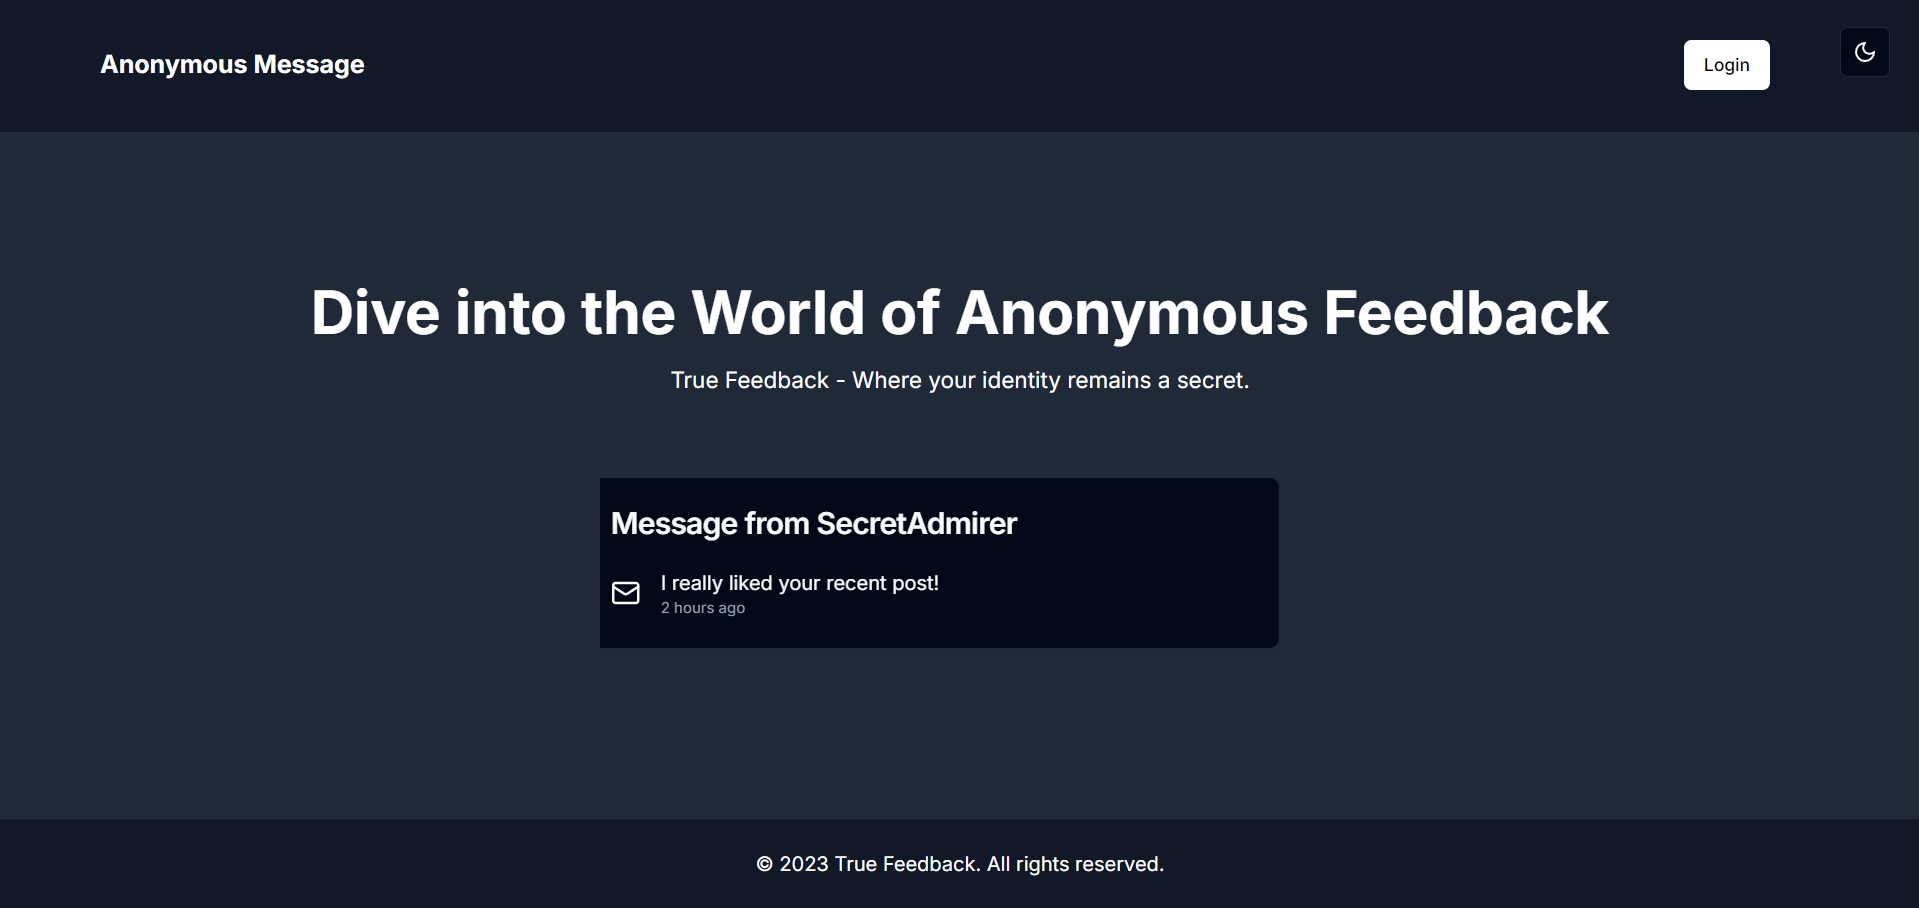 Anonymous Message
Login
Dive into the World of Anonymous Feedback
True Feedback - Where your identity remains a secret.
Message from SecretAdmirer
I really liked your recent post!
2 hours ago
© 2023 True Feedback. All rights reserved.